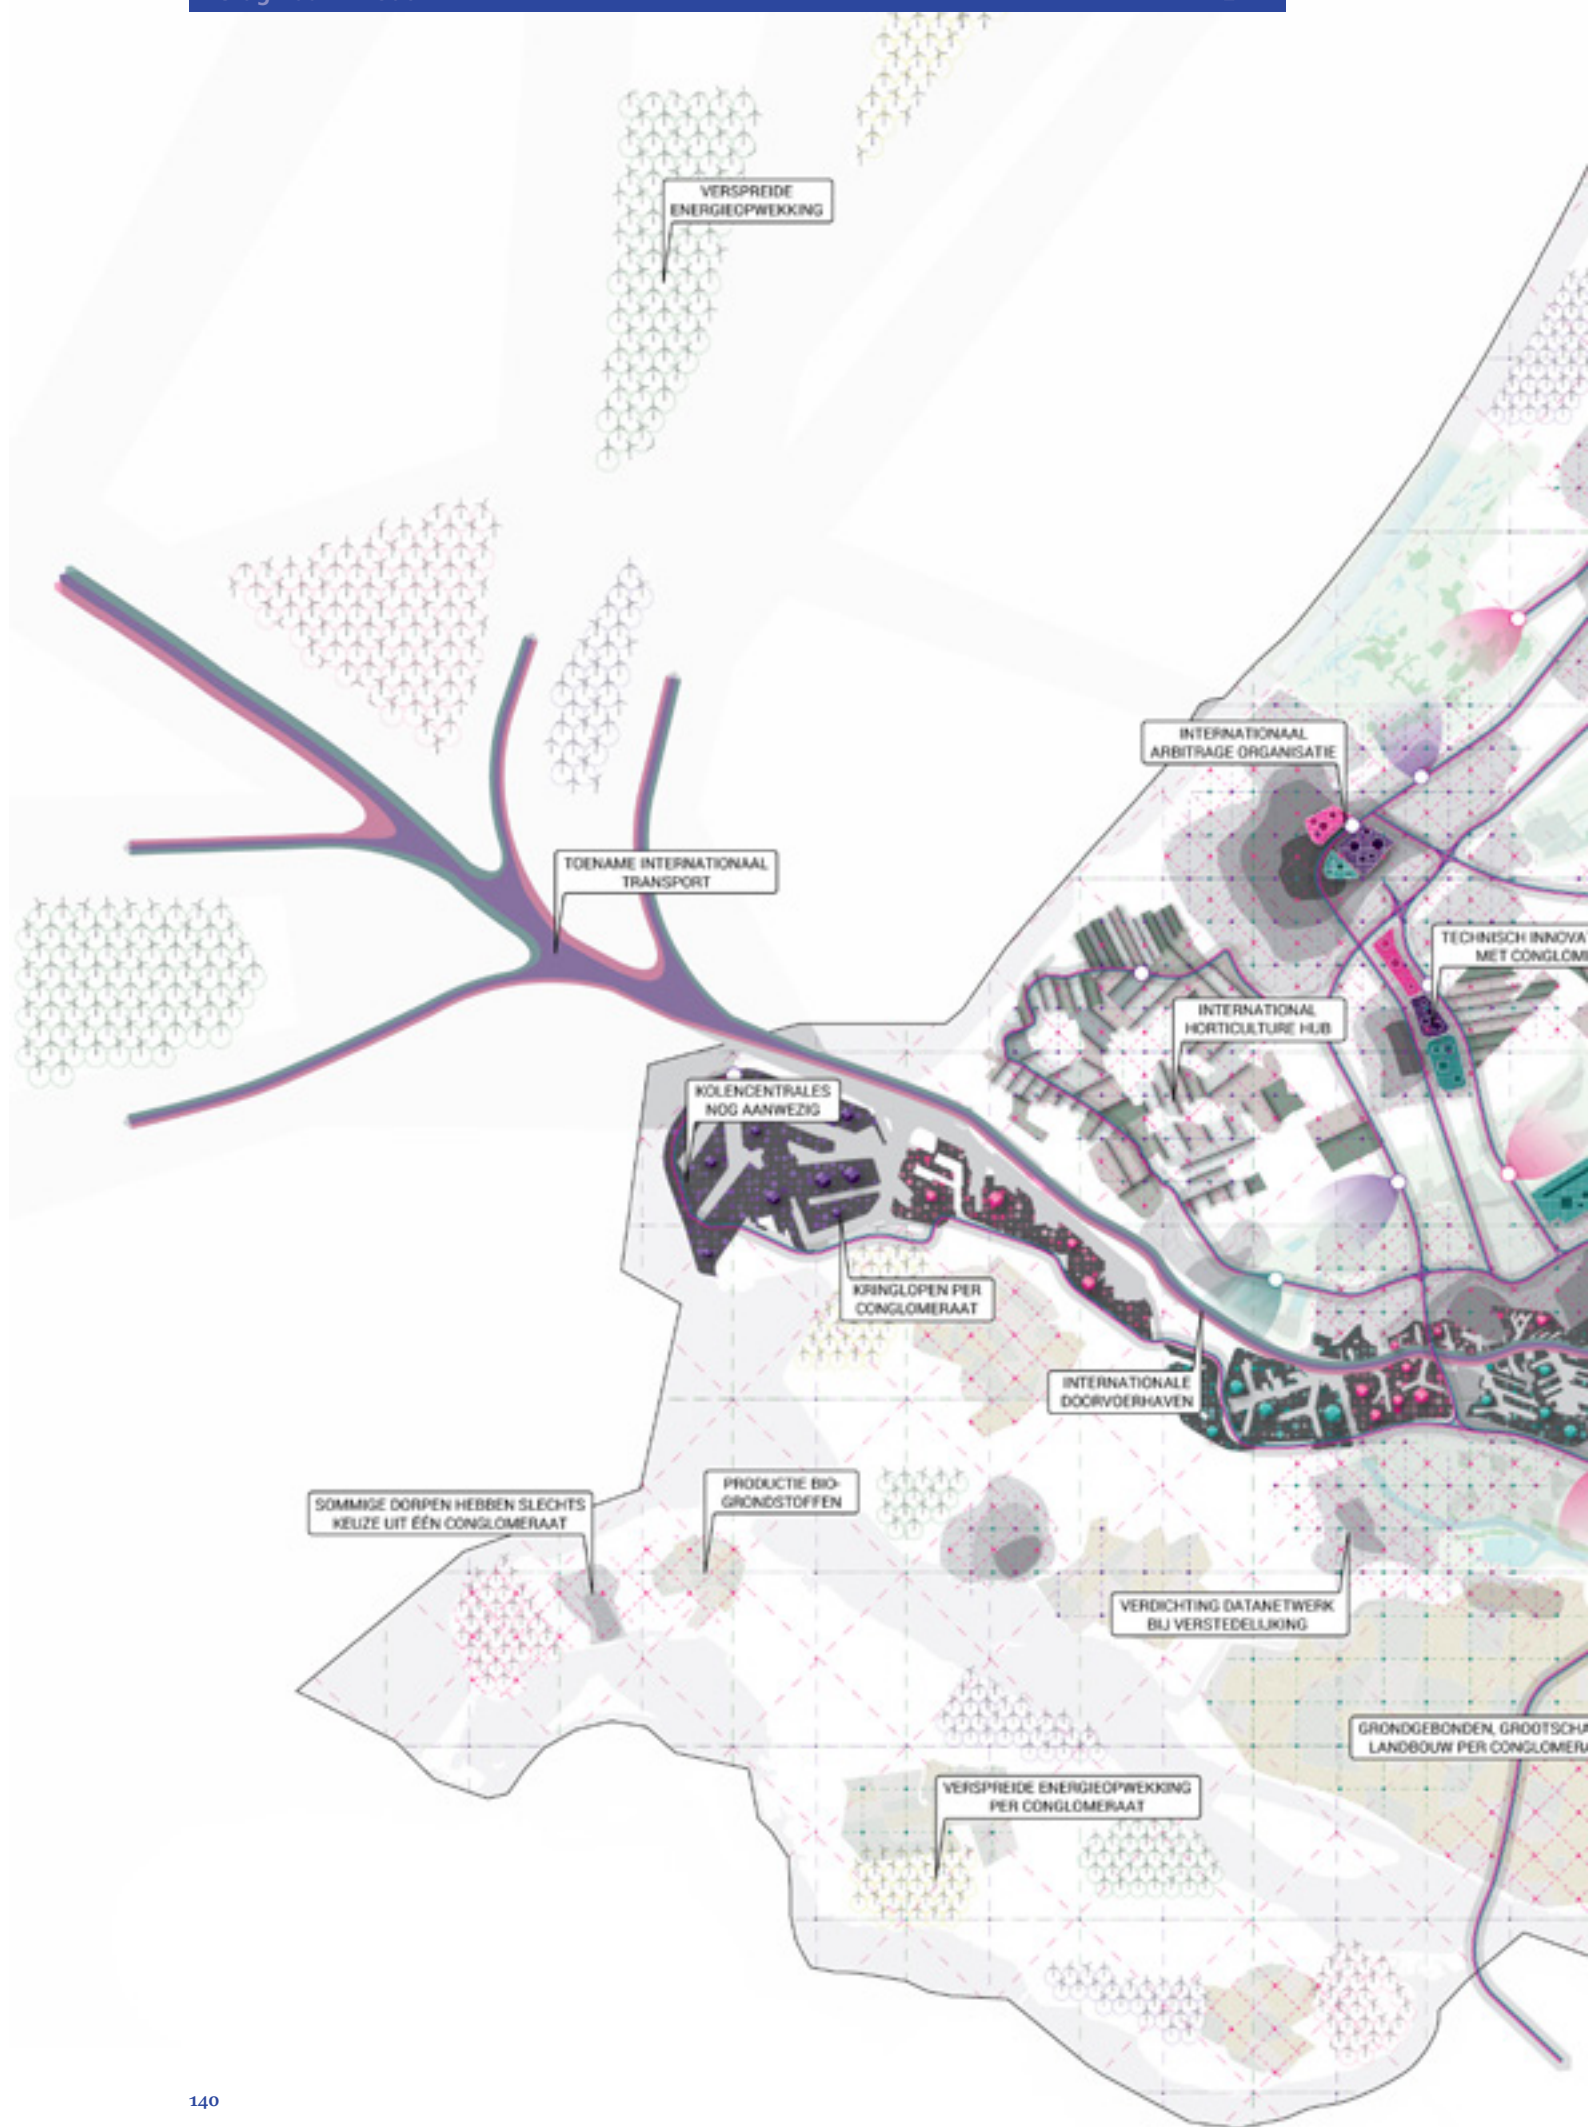 VERSPREIDE
ENERGIEOPWEKKING
INTERNATIONAAL
ARBITRAGE ORGANISATIE
TOENAME INTERNATIONAAL
TRANSPORT
TECHNISCH INNOVA
MET CONGLOM
INTERNATIONAL
HORTICULTURE HUB
KOLENCENTRALES
NOG AANWEZIG
KRINGLOPEN PER
CONGLOMERAAT
INTERNATIONALE
DOORVOERHAVEN
PRODUCTIE BIO-
GRONDSTOFFEN
SOMMIGE DORPEN HEBBEN SLECHTS
KEUZE UIT ÉÉN CONGLOMERAAT
VERDICHTING DATANETWERK
BIJ VERSTEDELIJKING
GRONDGEBONDEN, GROOTSCHA
LANDBOUW PER CONGLOMERA
VERSPREIDE ENERGIEOPWEKKING
PER CONGLOMERAAT
140